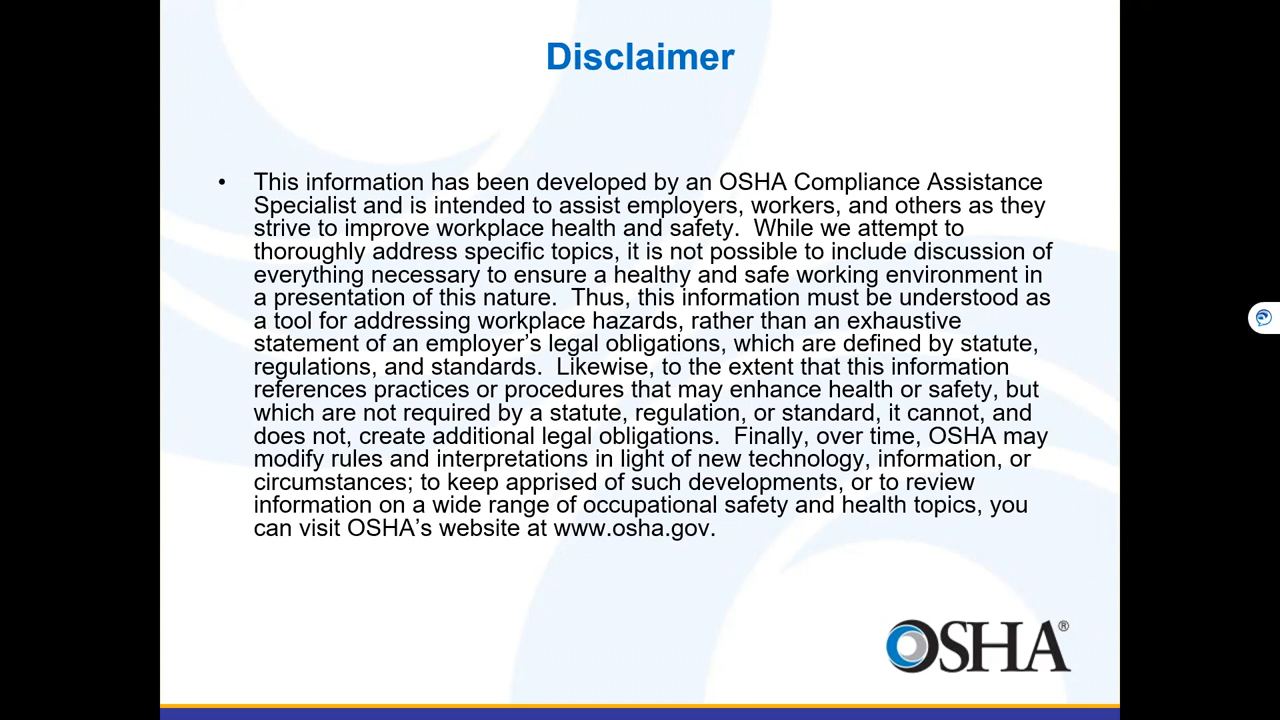 Disclaimer
• This information has been developed by an OSHA Compliance Assistance
Specialist and is intended to assist employers, workers, and others as they
strive to improve workplace health and safety.  While we attempt to
thoroughly address specific topics, it is not possible to include discussion of
everything necessary to ensure a healthy and safe working environment in
a presentation of this nature.  Thus, this information must be understood as
a tool for addressing workplace hazards, rather than an exhaustive
statement of an employer’s legal obligations, which are defined by statute,
regulations, and standards.  Likewise, to the extent that this information
references practices or procedures that may enhance health or safety, but
which are not required by a statute, regulation, or standard, it cannot, and
does not, create additional legal obligations.  Finally, over time, OSHA may
modify rules and interpretations in light of new technology, information, or
circumstances; to keep apprised of such developments, or to review
information on a wide range of occupational safety and health topics, you
can visit OSHA’s website at www.osha.gov.
OSHA®